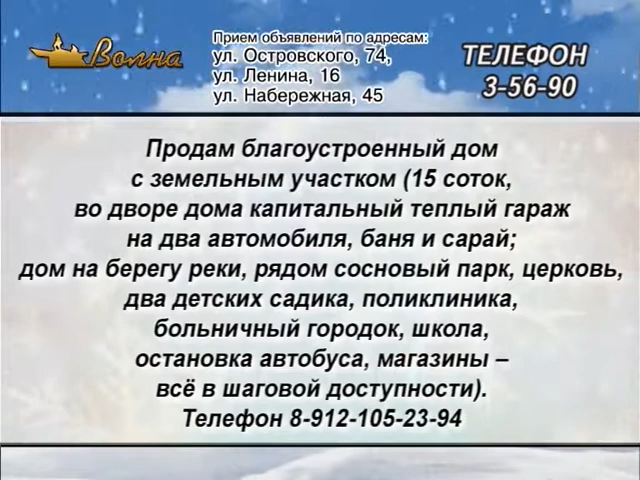 Волна
Прием объявлений по адресам:
ул. Островского, 74,
ул. Ленина, 16
ул. Набережная, 45
ТЕЛЕФОН
3-56-90
Продам благоустроенный дом
с земельным участком (15 соток,
во дворе дома капитальный теплый гараж
на два автомобиля, баня и сарай;
дом на берегу реки, рядом сосновый парк, церковь,
два детских садика, поликлиника,
больничный городок, школа,
остановка автобуса, магазины –
всё в шаговой доступности).
Телефон 8-912-105-23-94